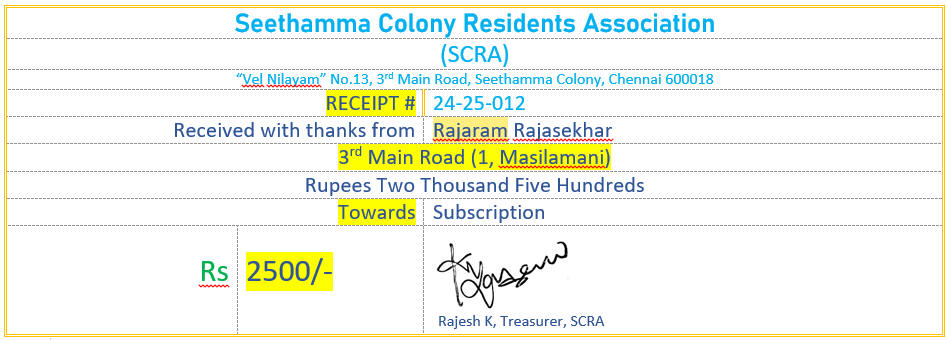 Seethamma Colony Residents Association
(SCRA)
“Vel Nilayam” No.13, 3rd Main Road, Seethamma Colony, Chennai 600018
RECEIPT # 24-25-012
Received with thanks from Rajaram Rajasekhar
3rd Main Road (1, Masilamani)
Rupees Two Thousand Five Hundreds
Towards Subscription
Rs 2500/-
Rajesh K, Treasurer, SCRA